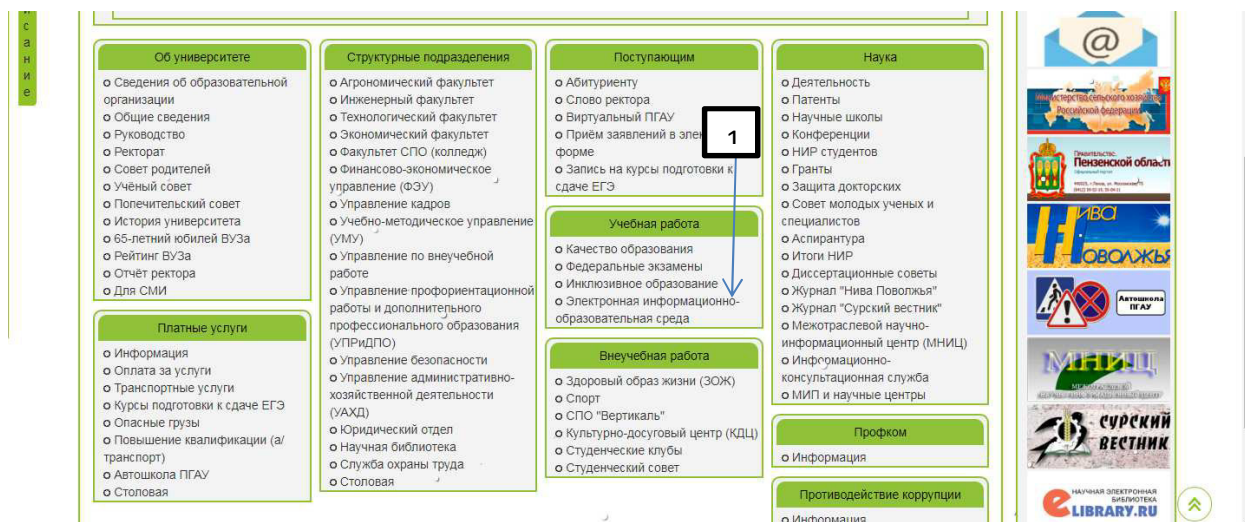 с
а
н
и
е
Об университете
о Сведения об образовательной
организации
о Общие сведения
о Руководство
о Ректорат
о Совет родителей
о Учёный совет
о Попечительский совет
о История университета
о 65-летний юбилей ВУЗа
о Рейтинг ВУЗа
о Отчёт ректора
о Для СМИ
Платные услуги
о Информация
о Оплата за услуги
о Транспортные услуги
о Курсы подготовки к сдаче ЕГЭ
о Опасные грузы
о Повышение квалификации (а/
транспорт)
о Автошкола ПГАУ
о Столовая
Структурные подразделения
о Агрономический факультет
о Инженерный факультет
о Технологический факультет
о Экономический факультет
о Факультет СПО (колледж)
о Финансово-экономическое
управление (ФЭУ)
о Управление кадров
о Учебно-методическое управление
(УМУ)
о Управление по внеучебной
работе
о Управление профориентационной
работы и дополнительного
профессионального образования
(УПРиДПО)
о Управление безопасности
о Управление административно-
хозяйственной деятельности
(УАХД)
о Юридический отдел
о Научная библиотека
о Служба охраны труда
о Столовая
Поступающим
о Абитуриенту
о Слово ректора
о Виртуальный ПГАУ
о Приём заявлений в
форме
о Запись на курсы подготовки к
сдаче ЕГЭ
1
Учебная работа
о Качество образования
о Федеральные экзамены
о Инклюзивное образование
о Электронная информационно-
образовательная среда
Внеучебная работа
о Здоровый образ жизни (ЗОЖ)
о Спорт
о СПО "Вертикаль"
о Культурно-досуговый центр (КДЦ)
о Студенческие клубы
о Студенческий совет
Наука
о Деятельность
о Патенты
о Научные школы
о Конференции
о НИР студентов
о Гранты
о Защита докторских
о Совет молодых ученых и
специалистов
о Аспирантура
о Итоги НИР
о Диссертационные советы
о Журнал "Нива Поволжья"
о Журнал "Сурский вестник"
о Межотраслевой научно-
информационный центр (МНИЦ)
о Информационно-
консультационная служба
о МИП и научные центры
Профком
о Информация
Противодействие коррупции
о Информация
@
Министерство сельского хозяйства
Российской Федерации
Правительство
Пензенской области
НИВА
ПОВОЛЖЬЯ
Автошкола
ПГАУ
МНИЦ
СУРСКИЙ
ВЕСТНИК
НАУЧНАЯ ЭЛЕКТРОННАЯ
БИБЛИОТЕКА
eLIBRARY.RU